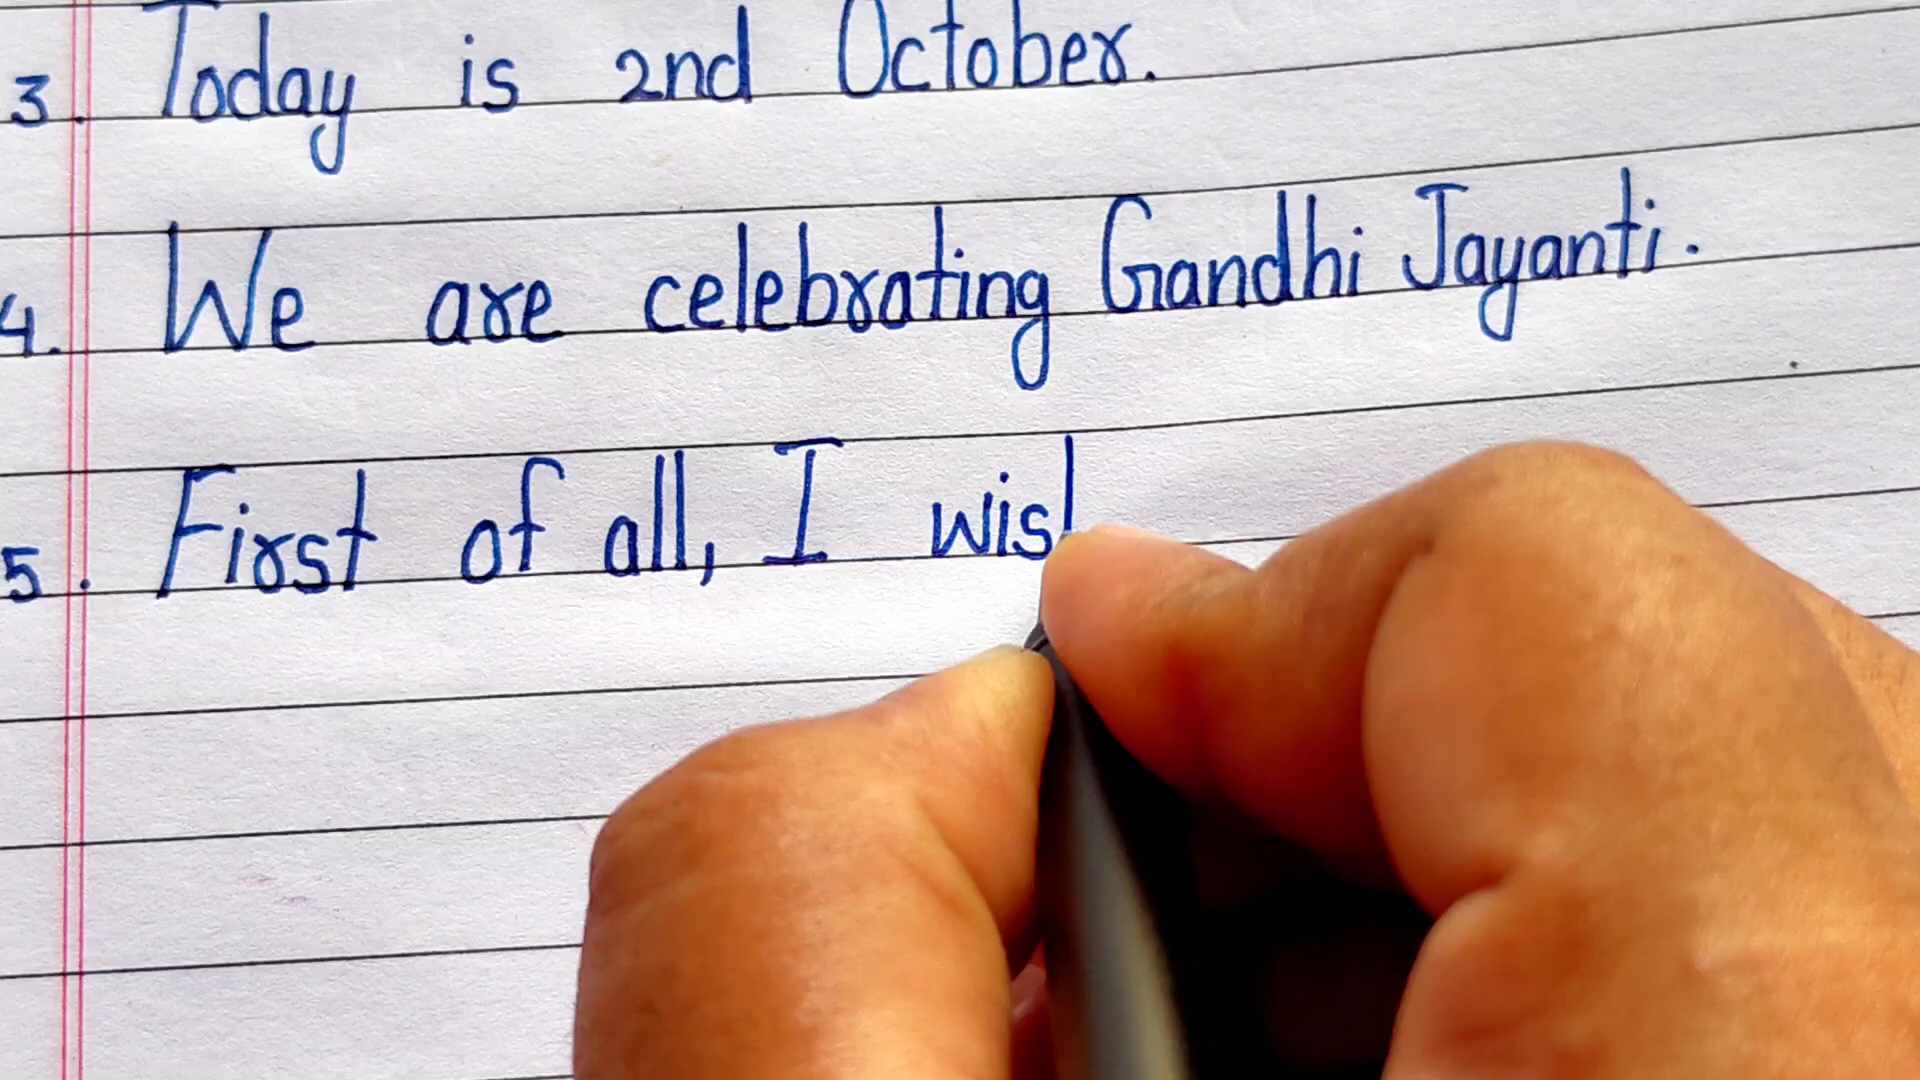 3. Today is 2nd October.
4. We are celebrating Gandhi Jayanti.
5. First of all, I wis